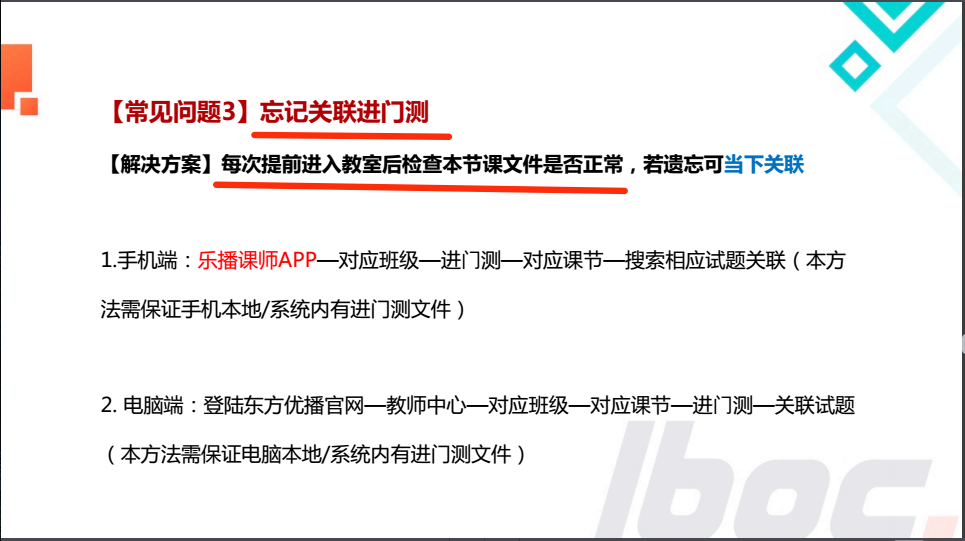 【常见问题3】忘记关联进门测
【解决方案】每次提前进入教室后检查本节课文件是否正常，若遗忘可当下关联
1.手机端：乐播课师APP—对应班级—进门测—对应课节—搜索相应试题关联（本方
法需保证手机本地/系统内有进门测文件）
2. 电脑端：登陆东方优播官网—教师中心—对应班级—对应课节—进门测—关联试题
（本方法需保证电脑本地/系统内有进门测文件）
lboc.